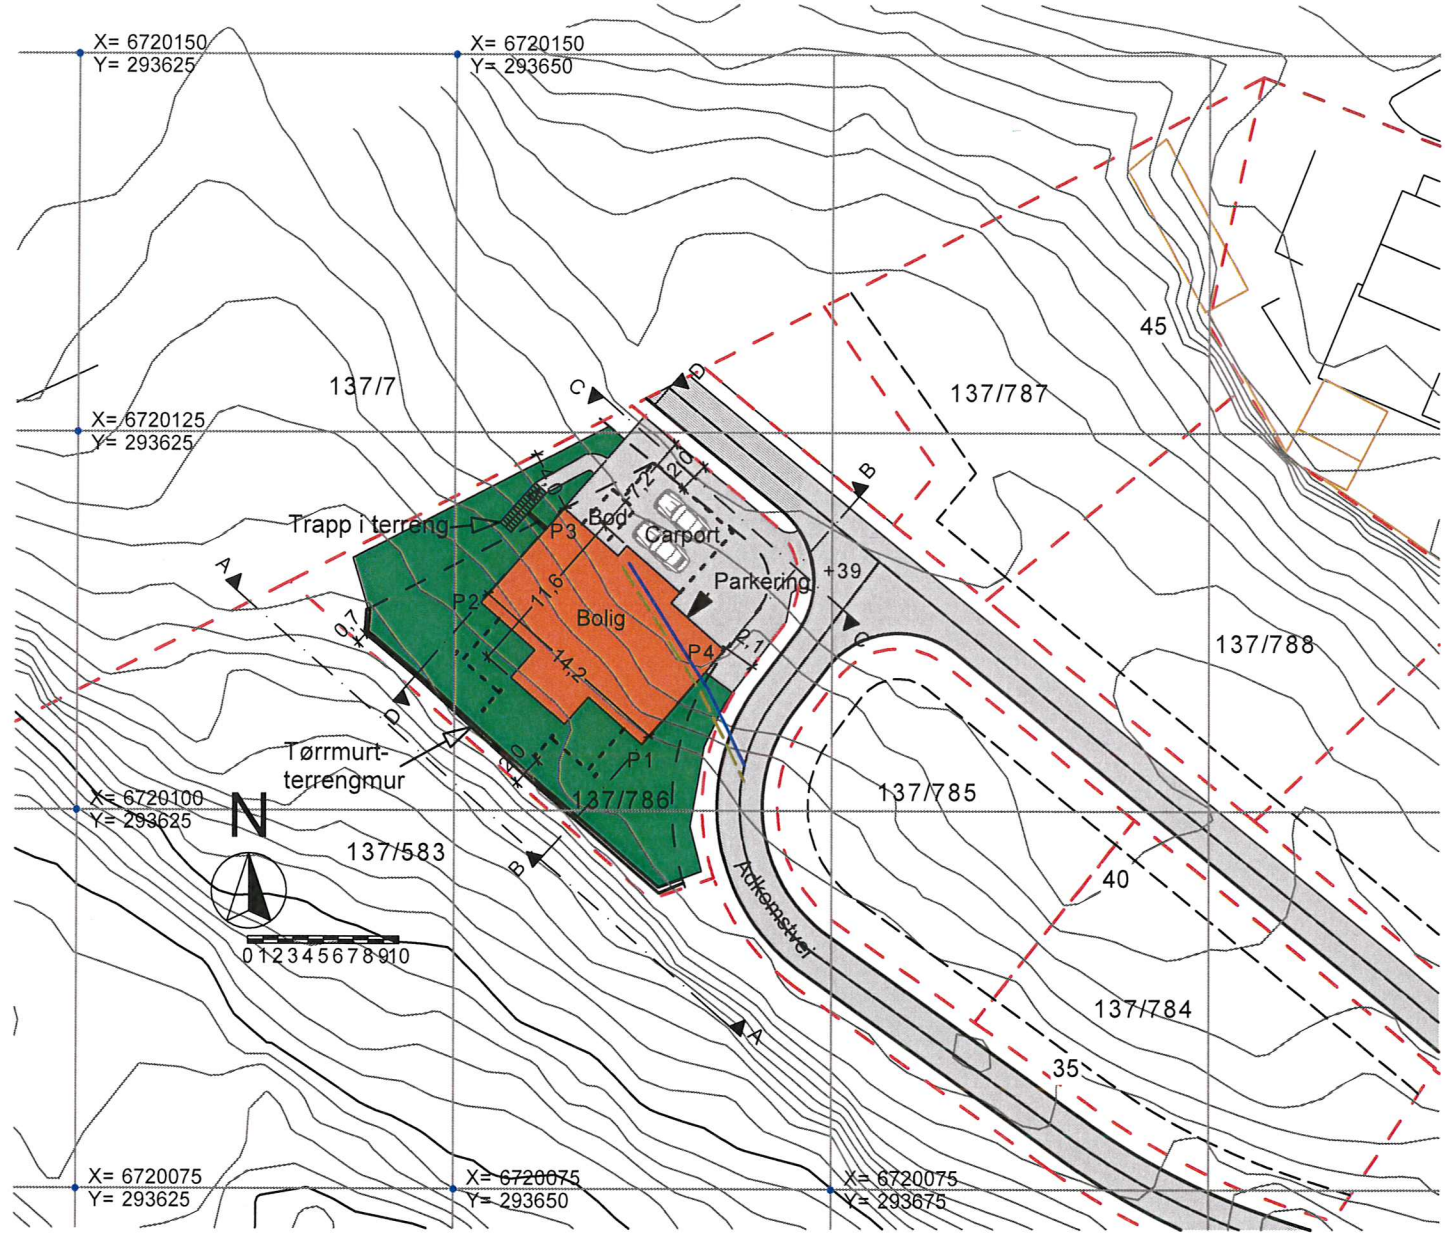 X= 6720150
Y= 293625
X= 6720150
Y= 293650
45
137/7
C
D
137/787
X= 6720125
Y= 293625
B
7,2
2,0
Trapp i terreng
P3
Bod
Carport
A
+39
Parkering
P2
11,6
Bolig
0,7
C
2,1
137/788
P4
14,2
D
Tørrmurt-
terrengmur
2,0
P1
X= 6720100
Y= 293625
N
137/786
137/785
137/583
B
40
Adkomstvei
0 1 2 3 4 5 6 7 8 9 10
137/784
A
35
X= 6720075
Y= 293625
X= 6720075
Y= 293650
X= 6720075
Y= 293675